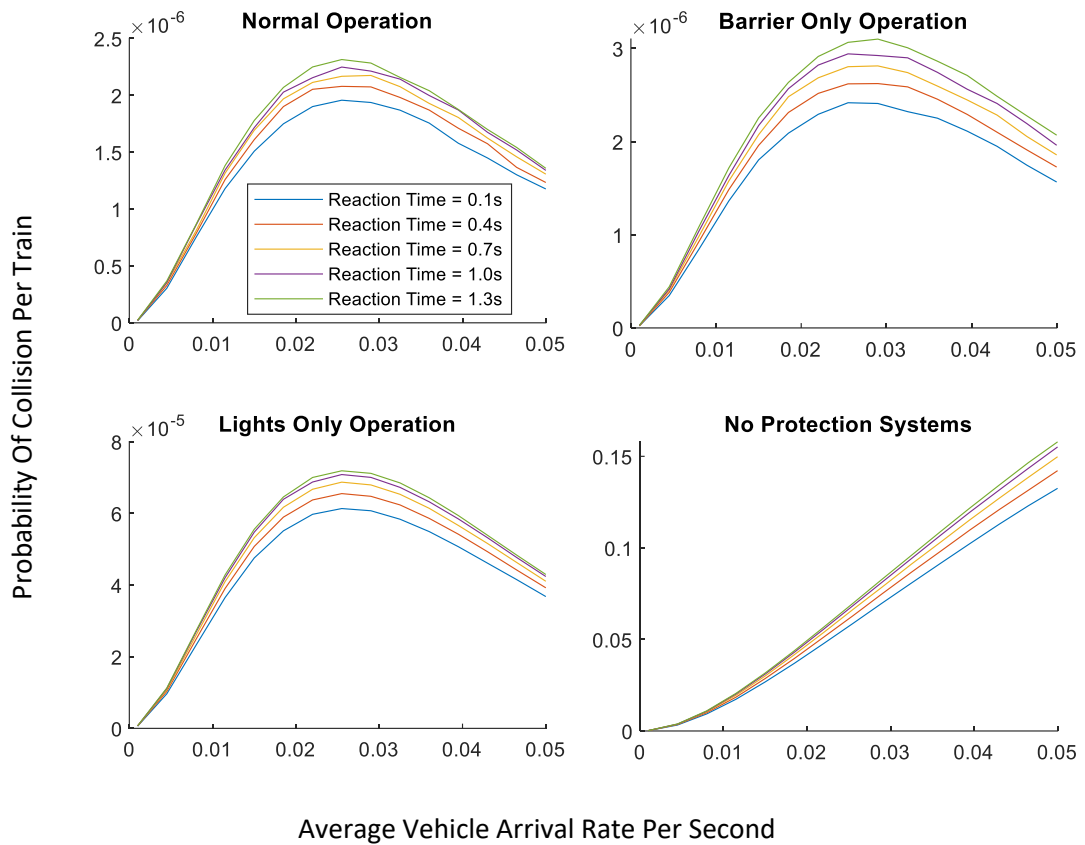 Normal Operation
×10-6
2.5
2
1.5
1
0.5
0
0 0.01 0.02 0.03 0.04 0.05
Reaction Time = 0.1s
Reaction Time = 0.4s
Reaction Time = 0.7s
Reaction Time = 1.0s
Reaction Time = 1.3s
Barrier Only Operation
×10-6
3
2
1
0
0 0.01 0.02 0.03 0.04 0.05
Lights Only Operation
×10-5
8
6
4
2
0
0 0.01 0.02 0.03 0.04 0.05
No Protection Systems
0.15
0.1
0.05
0
0 0.01 0.02 0.03 0.04 0.05
Probability Of Collision Per Train
Average Vehicle Arrival Rate Per Second